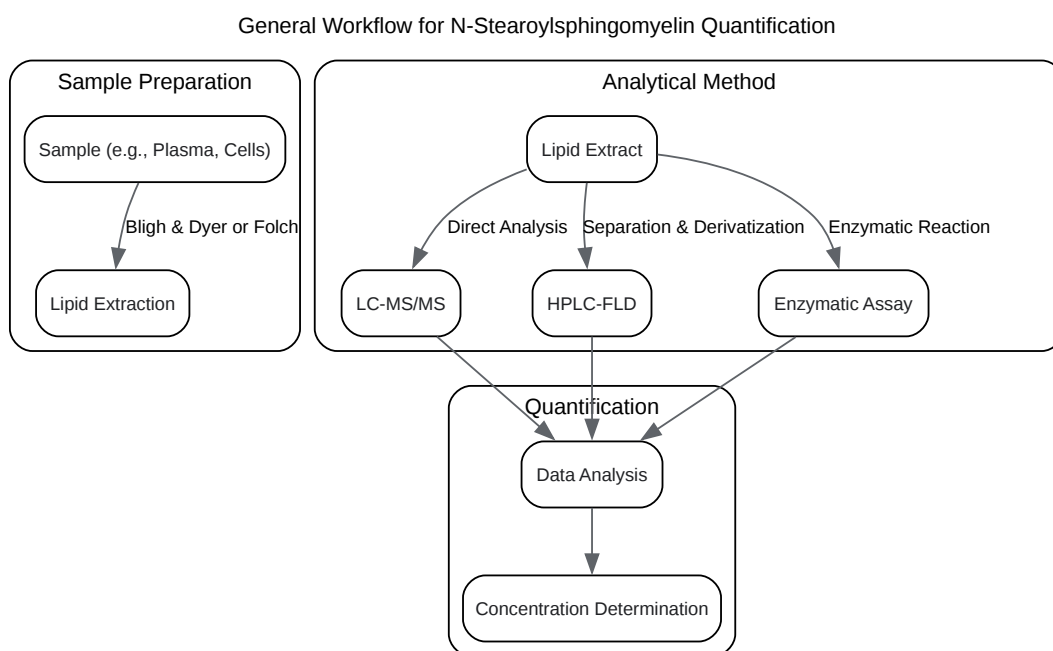 General Workflow for N-Stearoylsphingomyelin Quantification
Sample Preparation
Sample (e.g., Plasma, Cells)
Bligh & Dyer or Folch
Lipid Extraction
Analytical Method
Lipid Extract
Direct Analysis
Separation & Derivatization
Enzymatic Reaction
LC-MS/MS
HPLC-FLD
Enzymatic Assay
Quantification
Data Analysis
Concentration Determination